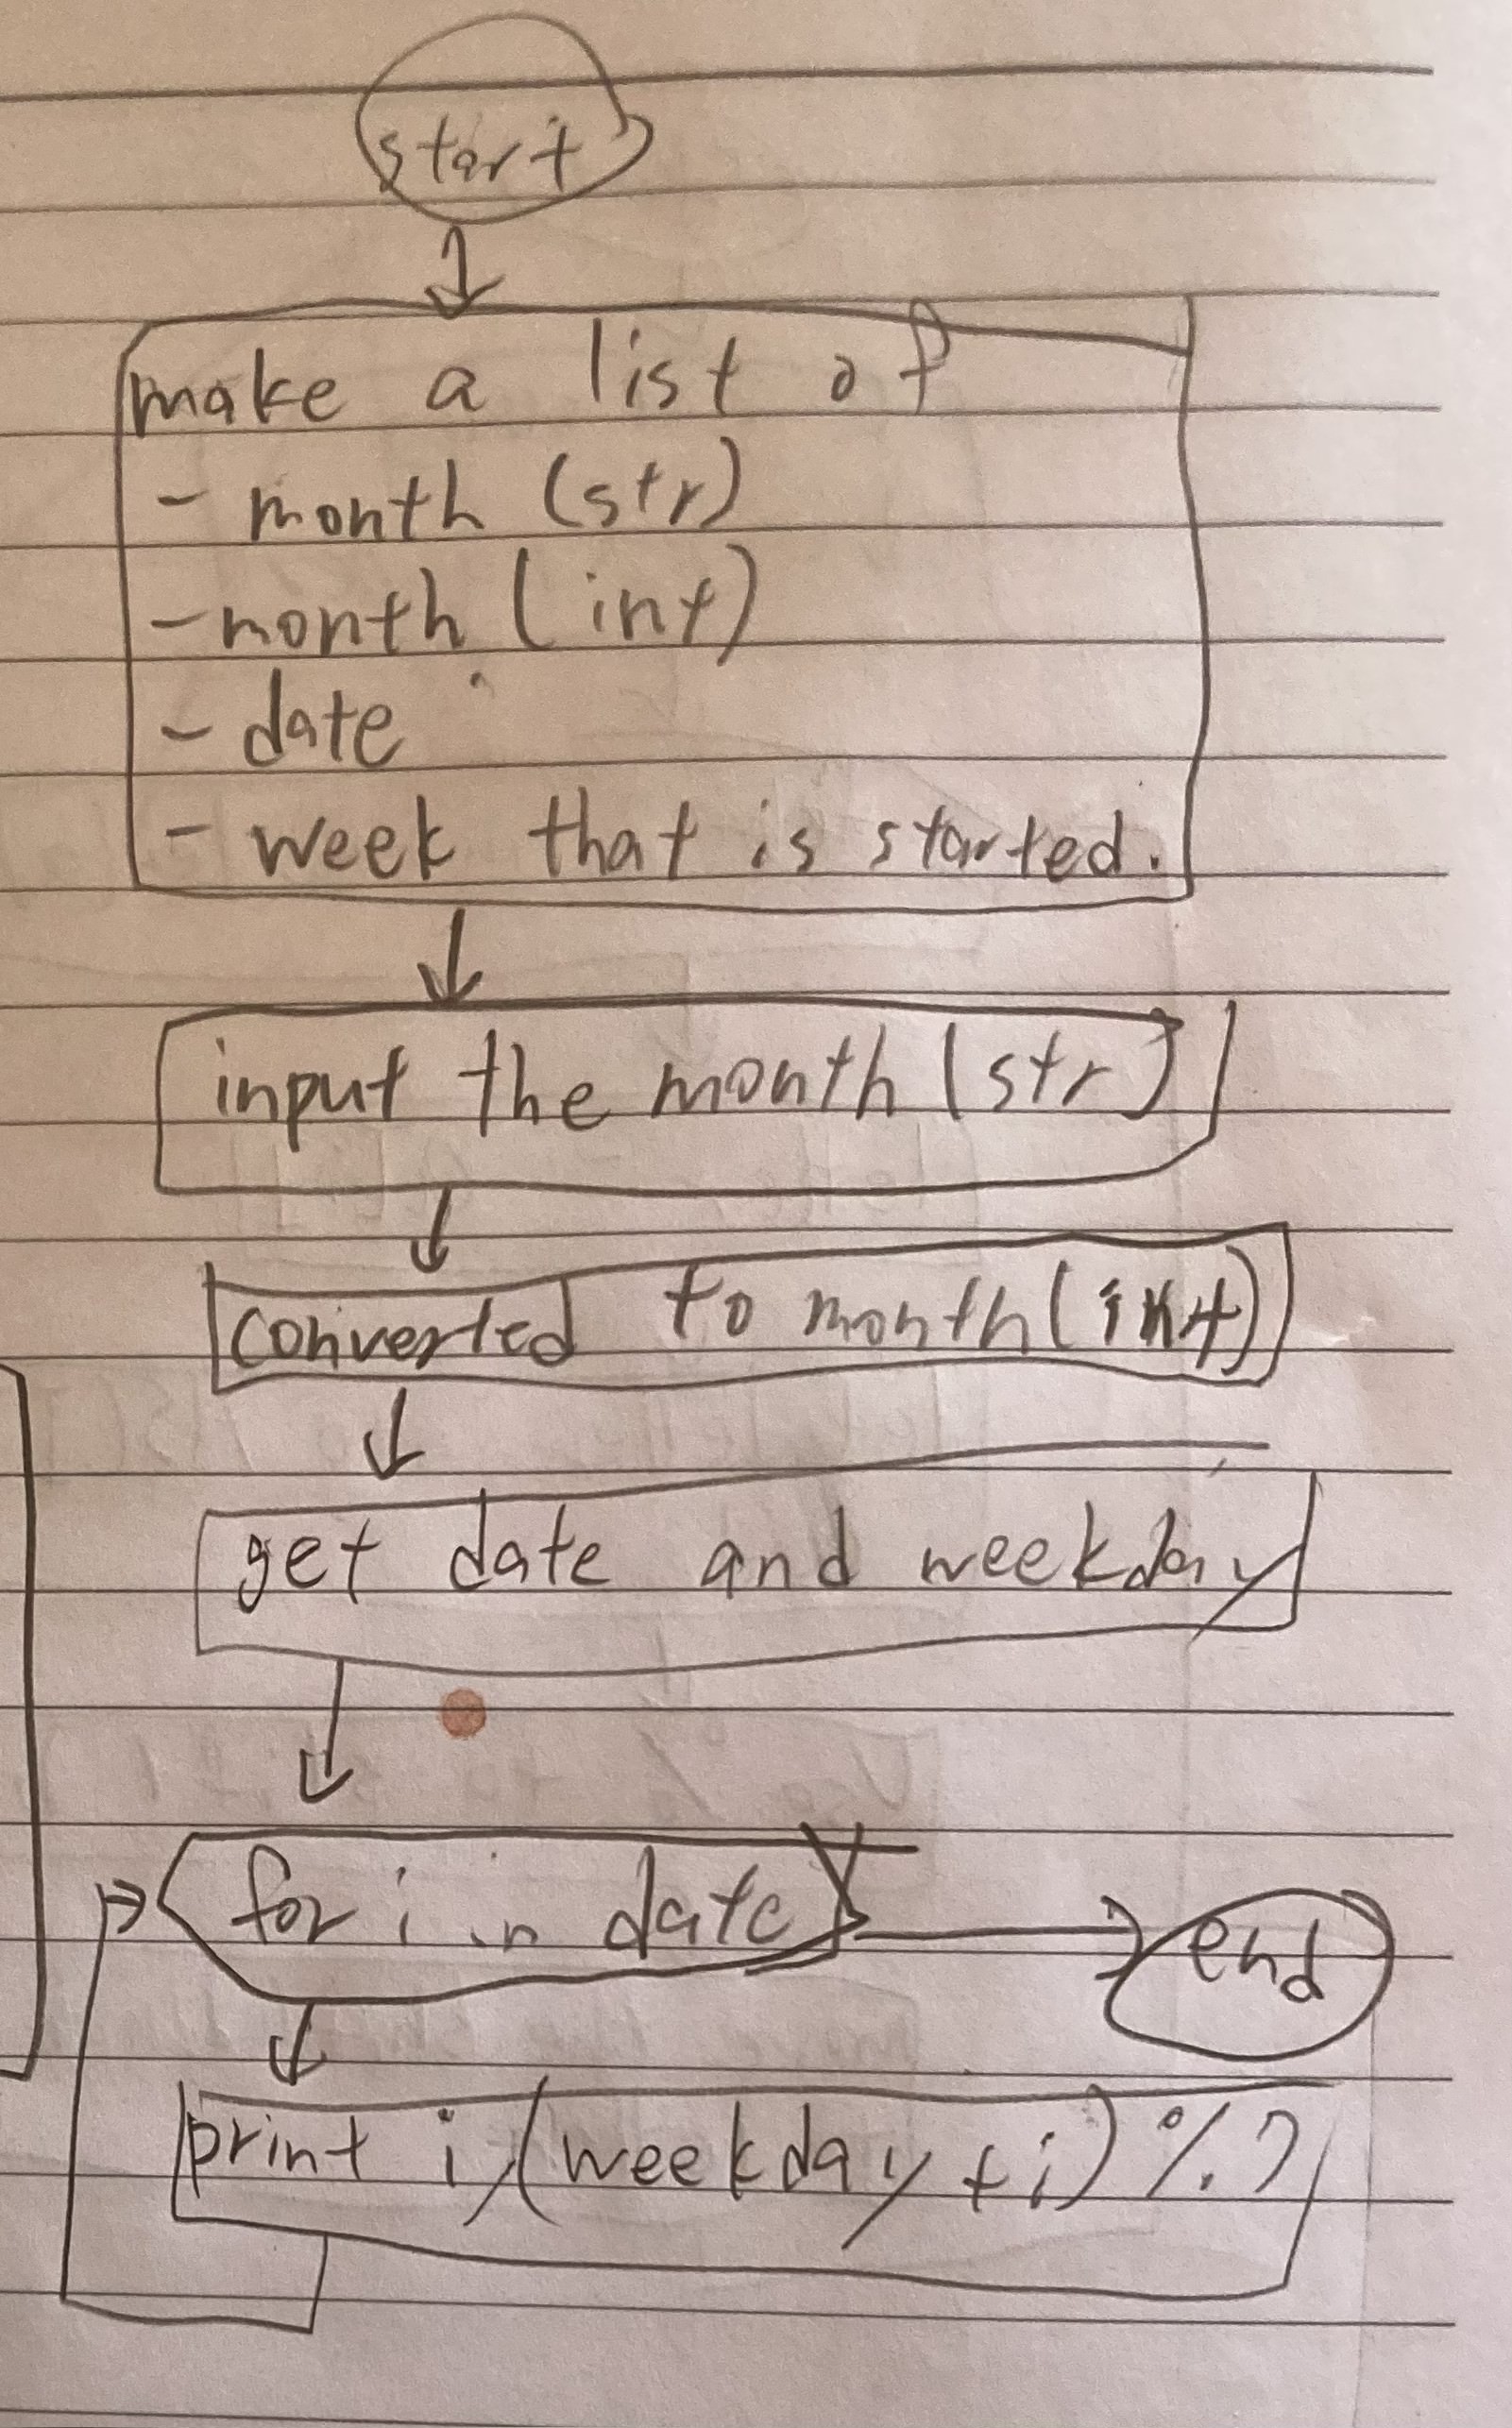 start
make a list of
- month (str)
- month (int)
- date
- week that is started.
input the month (str)
converted to month (int)
get date and weekday
for i in date
end
print i, (weekday + i) % 7